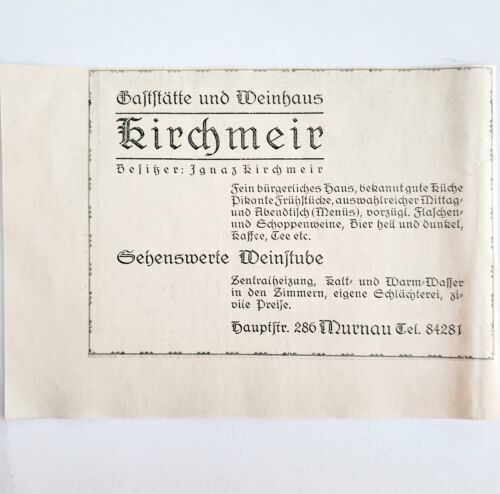 Gaststätte und Weinhaus
Kirchmeir
Besitzer: Ignaz Kirchmeir
Fein bürgerliches Haus, bekannt gute Küche
Pikante Frühstücke, auswahlreicher Mittag-
und Abendtisch (Menüs), vorzügl. Flaschen-
und Schoppenweine, Bier hell und dunkel,
Kaffee, Tee etc.
Sehenswerte Weinstube
Zentralheizung, Kalt- und Warm-Wasser
in den Zimmern, eigene Schlächterei, zi-
vile Preise.
Hauptstr. 286 Murnau Tel. 84281